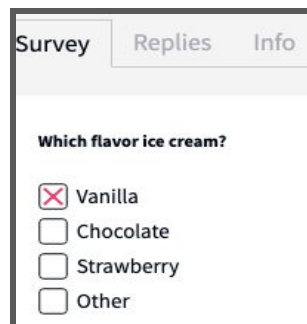 Survey Replies Info
Which flavor ice cream?
Vanilla
Chocolate
Strawberry
Other